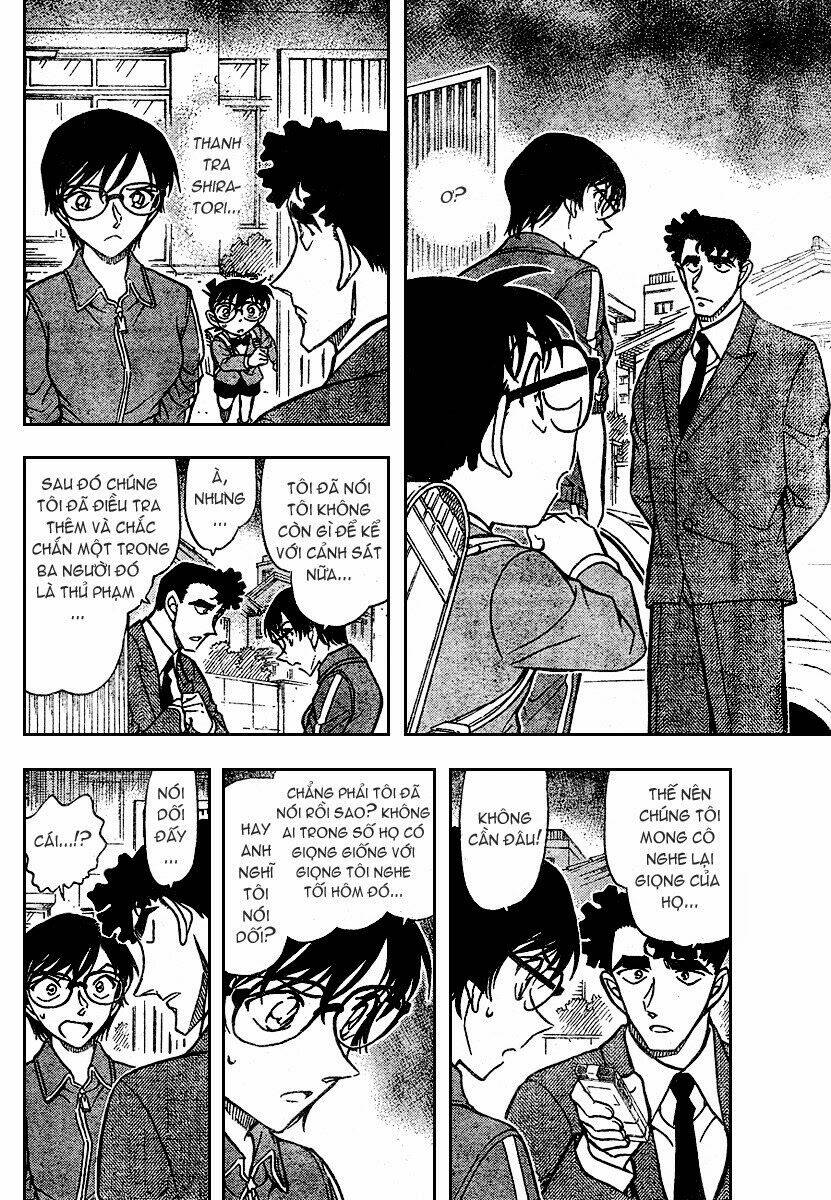 Ơ?
THANH
TRA
SHIRA-
TORI...
TÔI ĐÃ NÓI
TÔI KHÔNG
CÒN GÌ ĐỂ KỂ
VỚI CẢNH SÁT
NỮA...
À,
NHƯNG
...
SAU ĐÓ CHÚNG
TÔI ĐÃ ĐIỀU TRA
THÊM VÀ CHẮC
CHẮN MỘT TRONG
BA NGƯỜI ĐÓ
LÀ THỦ PHẠM
...
THẾ NÊN
CHÚNG TÔI
MONG CÔ
NGHE LẠI
GIỌNG CỦA
HỌ...
KHÔNG
CẦN ĐÂU!
CHẲNG PHẢI TÔI ĐÃ
NÓI RỒI SAO? KHÔNG
AI TRONG SỐ HỌ CÓ
GIỌNG GIỐNG VỚI
GIỌNG TÔI NGHE
TỐI HÔM ĐÓ...
HAY
ANH
NGHĨ
TÔI
NÓI
DỐI?
NÓI
DỐI
ĐẤY
...
CÁI...!?